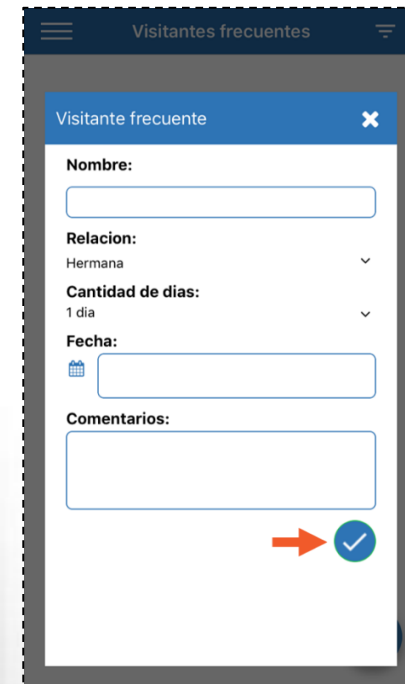 Visitantes frecuentes
Visitante frecuente
Nombre:
Relacion:
Hermana
Cantidad de dias:
1 dia
Fecha:
Comentarios: